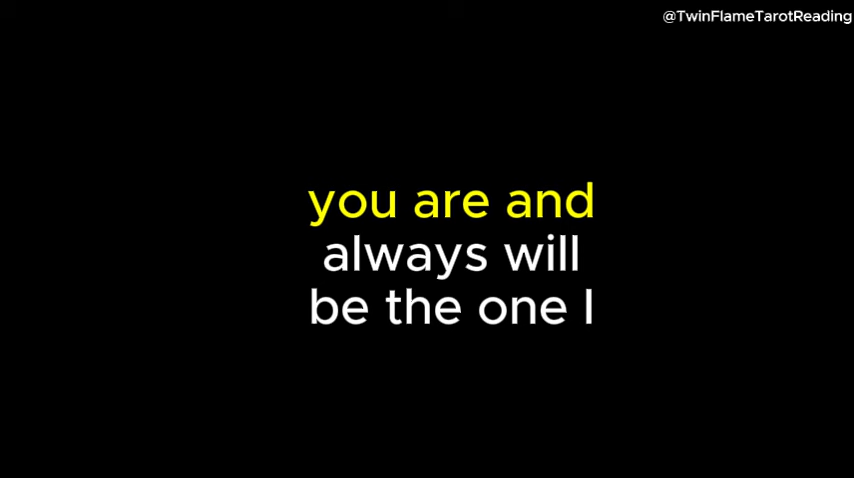 @TwinFlameTarotReading
you are and
always will
be the one I